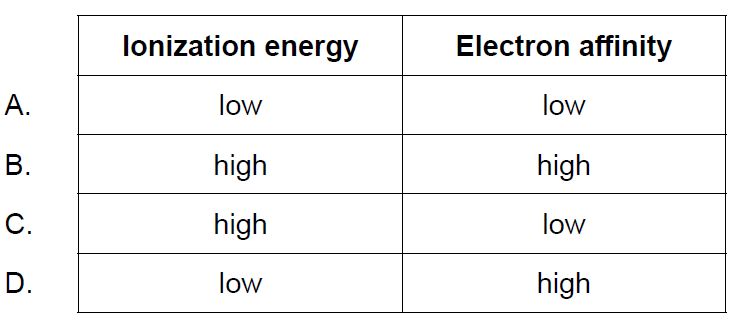 Ionization energy Electron affinity
A. low low
B. high high
C. high low
D. low high